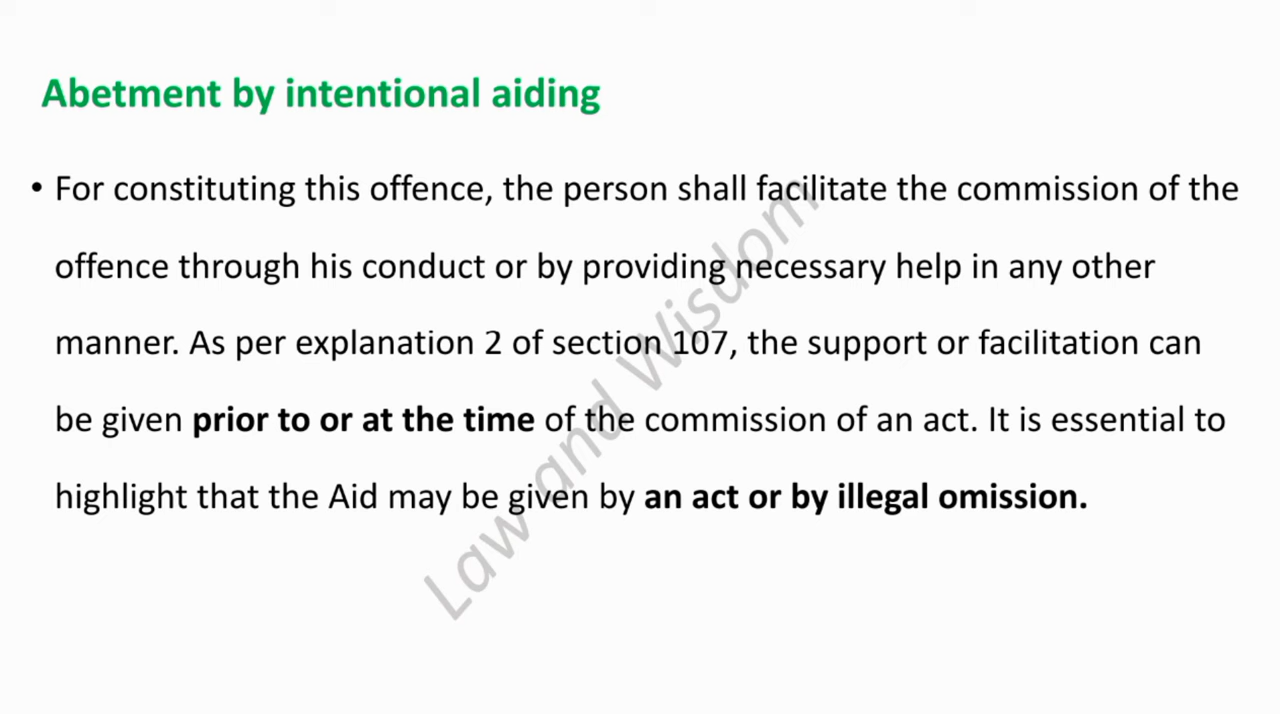 Abetment by intentional aiding
• For constituting this offence, the person shall facilitate the commission of the
offence through his conduct or by providing necessary help in any other
manner. As per explanation 2 of section 107, the support or facilitation can
be given prior to or at the time of the commission of an act. It is essential to
highlight that the Aid may be given by an act or by illegal omission.
Law and Wisdom